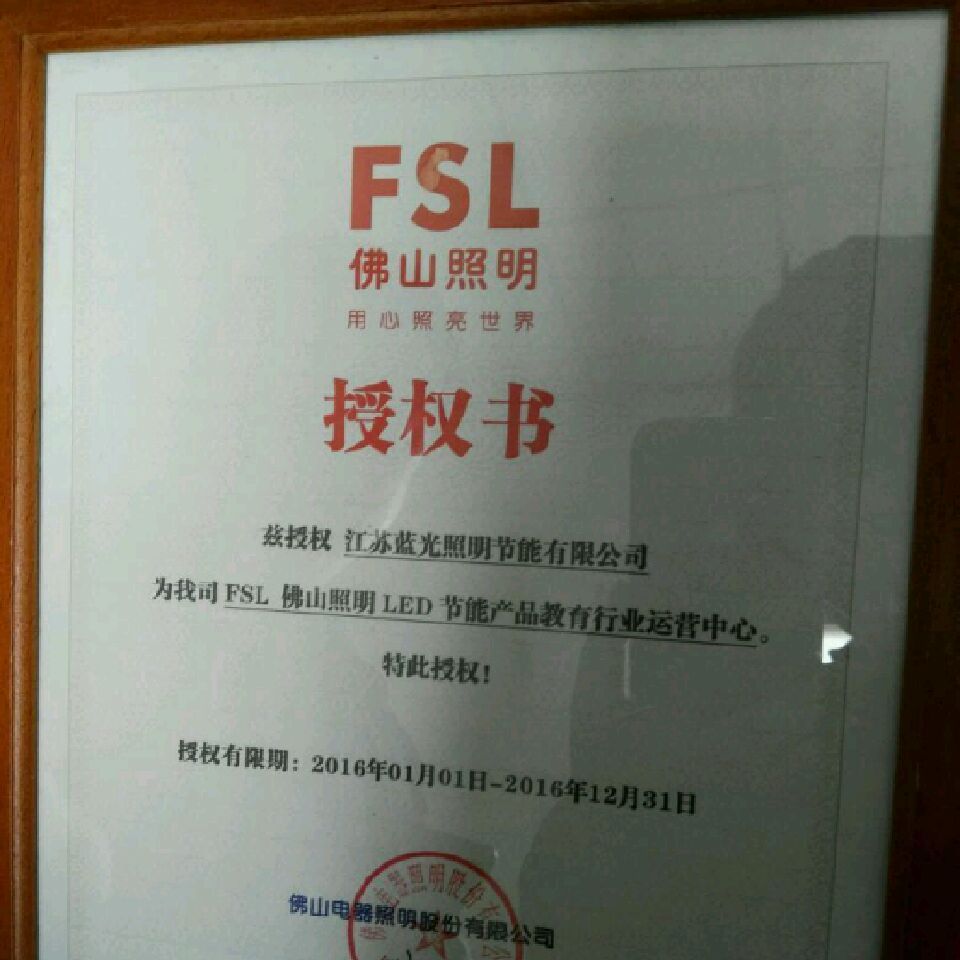 FSL
佛山照明
用心照亮世界
授权书
兹授权 江苏蓝光照明节能有限公司
为我司 FSL 佛山照明 LED 节能产品教育行业运营中心。
特此授权！
授权有限期：2016年01月01日-2016年12月31日
佛山电器照明股份有限公司